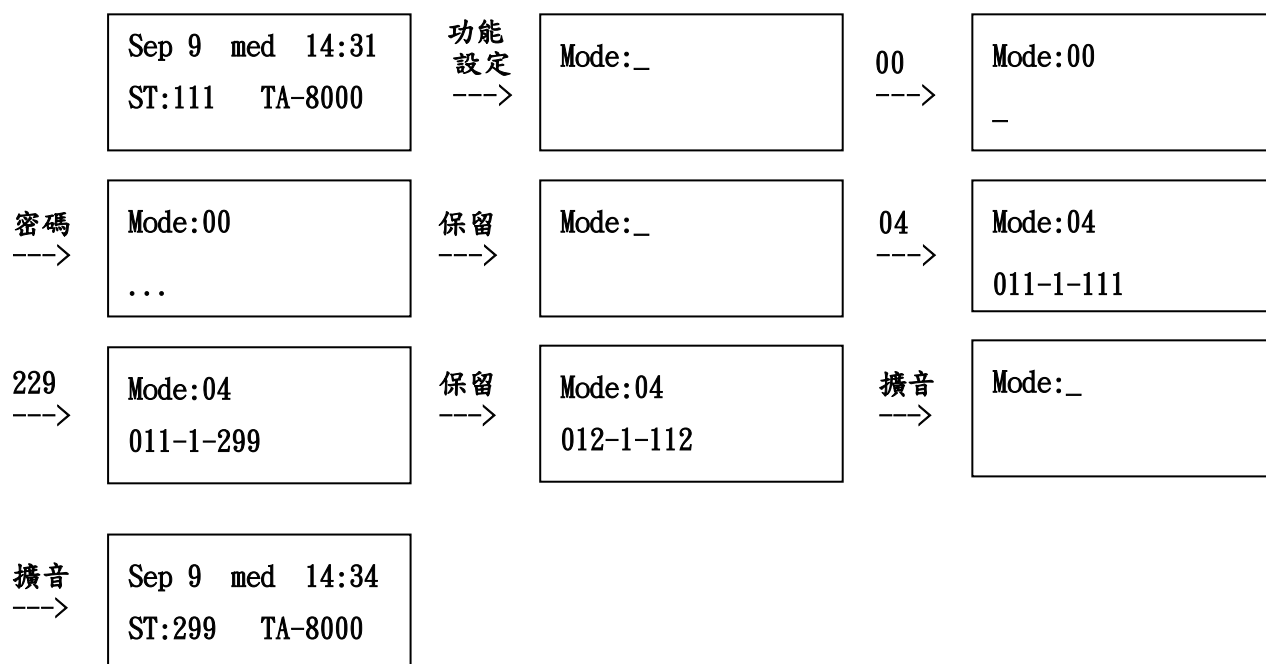 Sep 9 med 14:31
ST:111 TA-8000
功能
設定
--->
Mode:_
00
--->
Mode:00
_
密碼
--->
Mode:00
...
保留
--->
Mode:_
04
--->
Mode:04
011-1-111
229
--->
Mode:04
011-1-299
保留
--->
Mode:04
012-1-112
擴音
--->
Mode:_
擴音
--->
Sep 9 med 14:34
ST:299 TA-8000